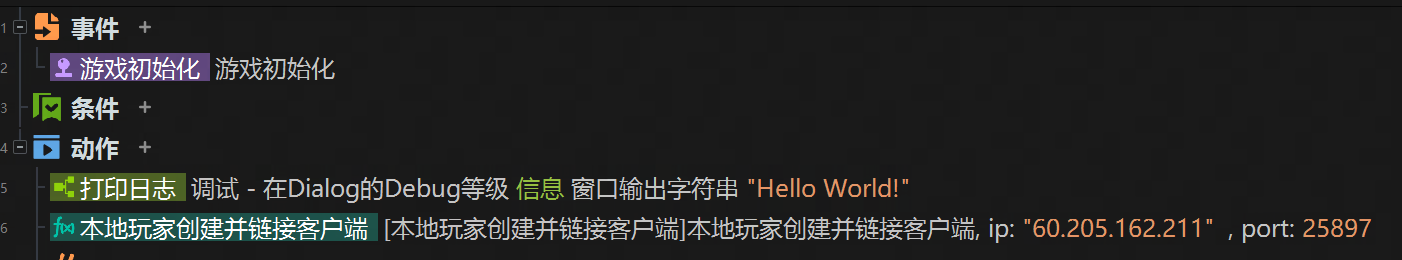 1 事件 +
2 游戏初始化 游戏初始化
3 条件 +
4 动作 +
5 打印日志 调试 - 在Dialog的Debug等级 信息 窗口输出字符串 "Hello World!"
6 本地玩家创建并链接客户端 [本地玩家创建并链接客户端]本地玩家创建并链接客户端, ip: "60.205.162.211" , port: 25897